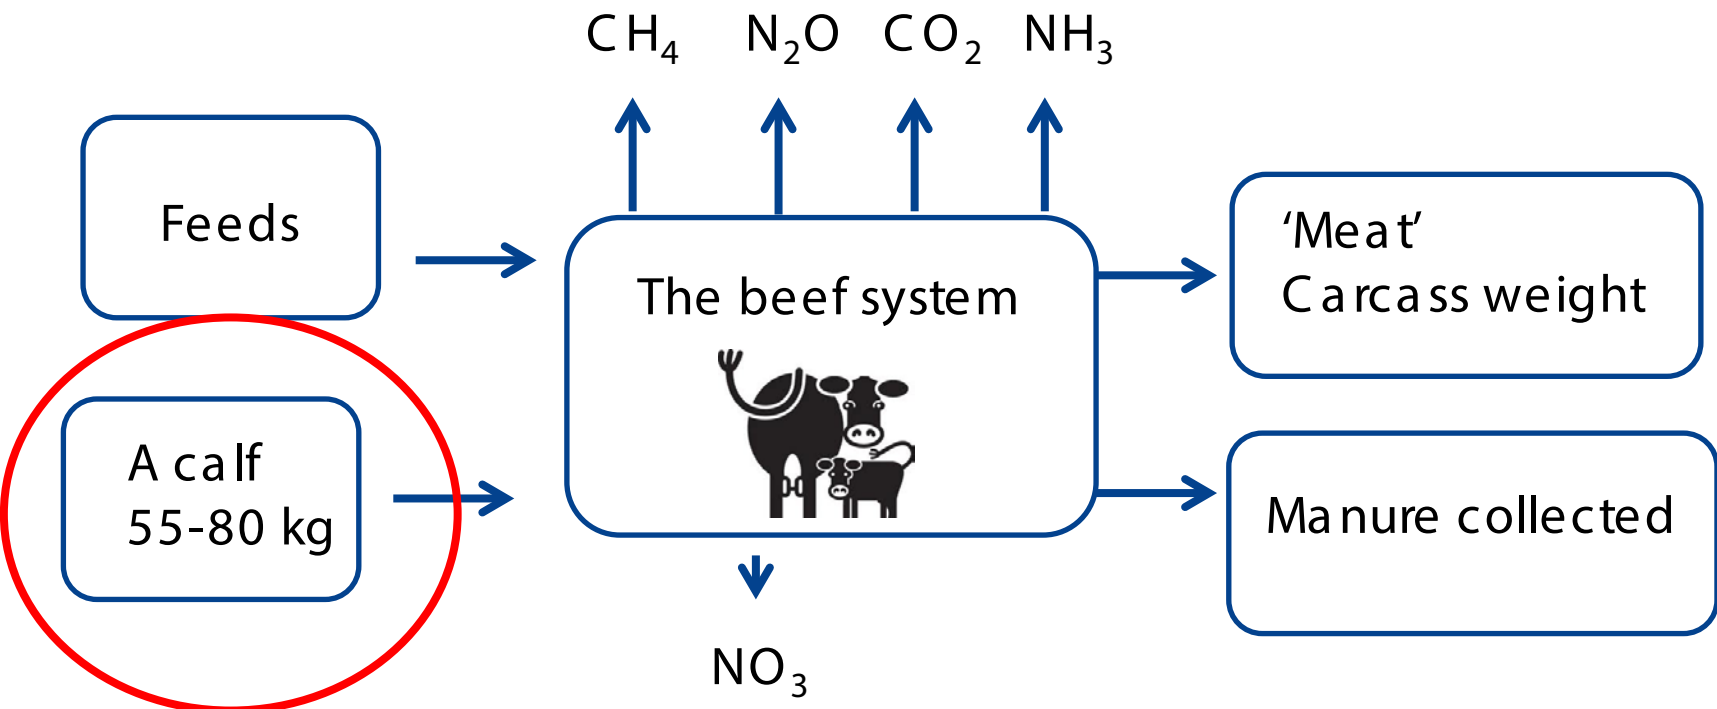 CH₄ N₂O CO₂ NH₃
Feeds
'Meat'
Carcass weight
The beef system
A calf
55-80 kg
Manure collected
NO₃